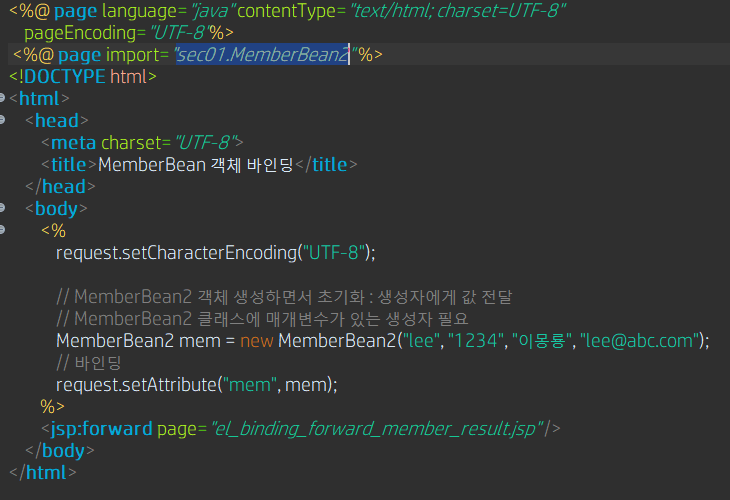 <%@ page language="java" contentType="text/html; charset=UTF-8"
pageEncoding="UTF-8"%>
<%@ page import="sec01.MemberBean2"%>
<!DOCTYPE html>
<html>
<head>
<meta charset="UTF-8">
<title>MemberBean 객체 바인딩</title>
</head>
<body>
<%
request.setCharacterEncoding("UTF-8");
// MemberBean2 객체 생성하면서 초기화 : 생성자에게 값 전달
// MemberBean2 클래스에 매개변수가 있는 생성자 필요
MemberBean2 mem = new MemberBean2("lee", "1234", "이몽룡", "lee@abc.com");
// 바인딩
request.setAttribute("mem", mem);
%>
<jsp:forward page="el_binding_forward_member_result.jsp"/>
</body>
</html>